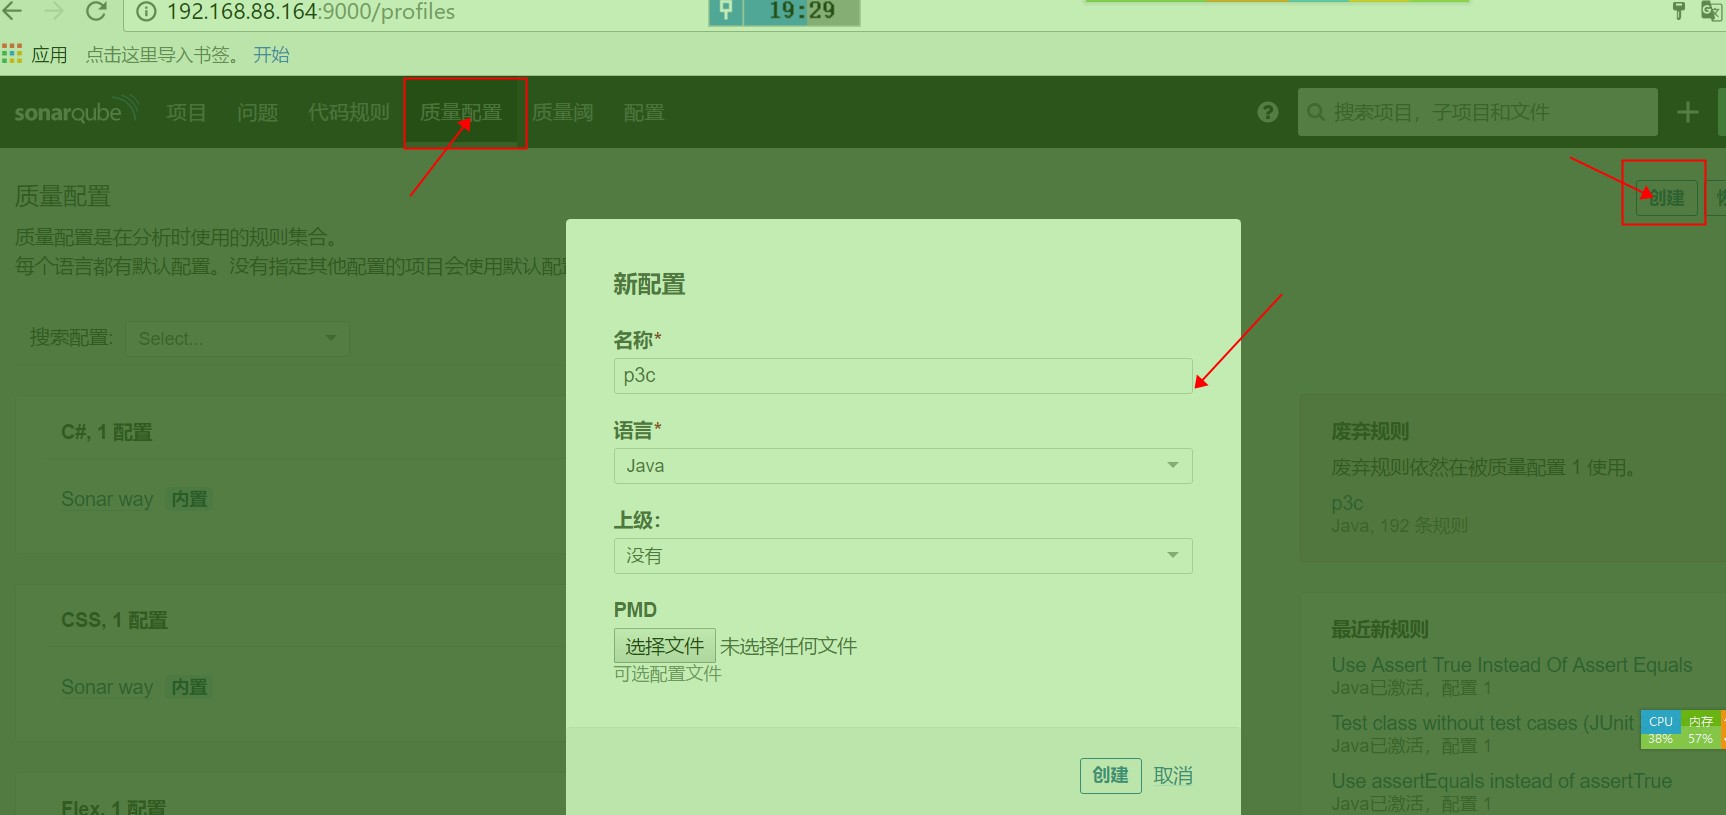 192.168.88.164:9000/profiles
19:29
应用 点击这里导入书签。 开始
sonarqube 项目 问题 代码规则 质量配置 质量阈 配置
搜索项目，子项目和文件
质量配置
创建
质量配置是在分析时使用的规则集合。
每个语言都有默认配置。没有指定其他配置的项目会使用默认配
搜索配置: Select...
C#, 1 配置
Sonar way 内置
CSS, 1 配置
Sonar way 内置
Flex, 1 配置
新配置
名称*
p3c
语言*
Java
上级：
没有
PMD
选择文件 未选择任何文件
可选配置文件
创建 取消
废弃规则
废弃规则依然在被质量配置 1 使用。
p3c
Java, 192 条规则
最近新规则
Use Assert True Instead Of Assert Equals
Java已激活，配置 1
Test class without test cases (JUnit
Java已激活，配置 1
Use assertEquals instead of assertTrue
Java已激活，配置 1
CPU 内存
38% 57%